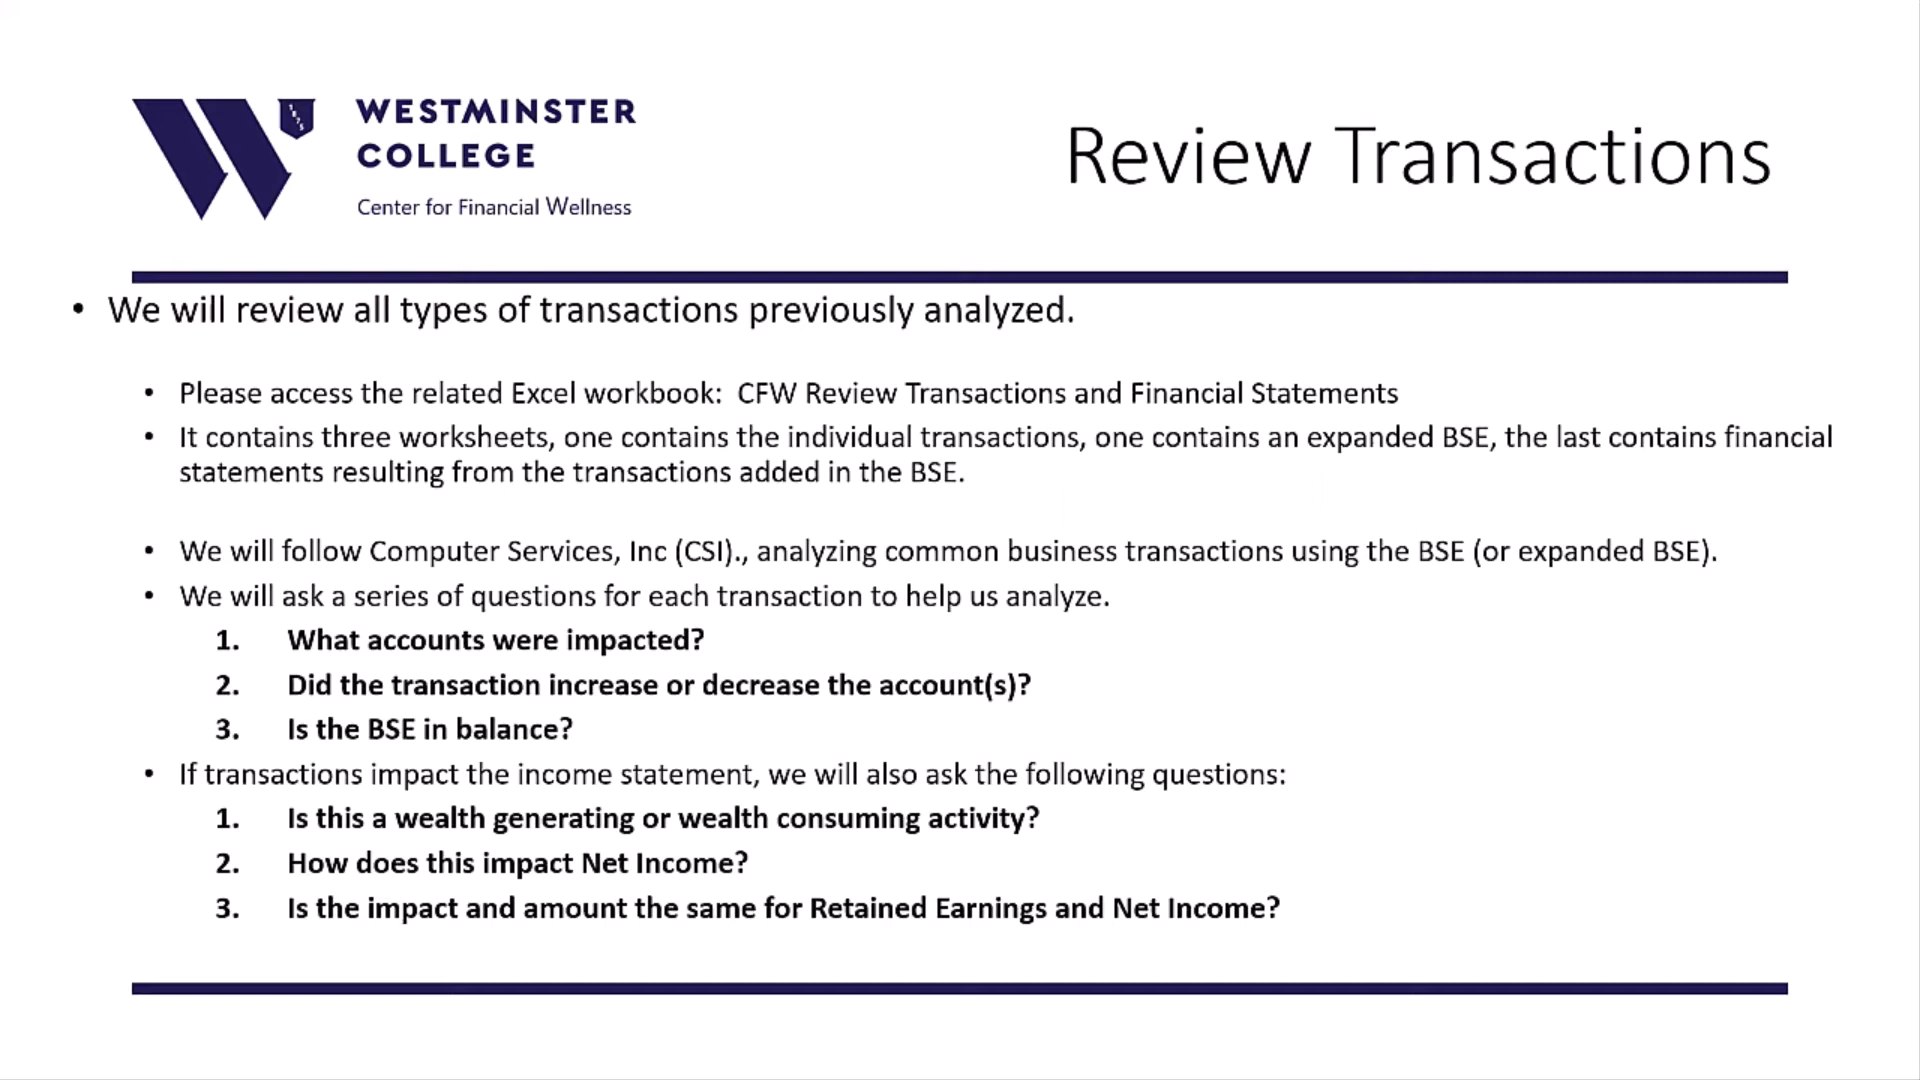 WESTMINSTER
COLLEGE
Center for Financial Wellness
1875
Review Transactions
• We will review all types of transactions previously analyzed.
• Please access the related Excel workbook:  CFW Review Transactions and Financial Statements
• It contains three worksheets, one contains the individual transactions, one contains an expanded BSE, the last contains financial
statements resulting from the transactions added in the BSE.
• We will follow Computer Services, Inc (CSI)., analyzing common business transactions using the BSE (or expanded BSE).
• We will ask a series of questions for each transaction to help us analyze.
1. What accounts were impacted?
2. Did the transaction increase or decrease the account(s)?
3. Is the BSE in balance?
• If transactions impact the income statement, we will also ask the following questions:
1. Is this a wealth generating or wealth consuming activity?
2. How does this impact Net Income?
3. Is the impact and amount the same for Retained Earnings and Net Income?